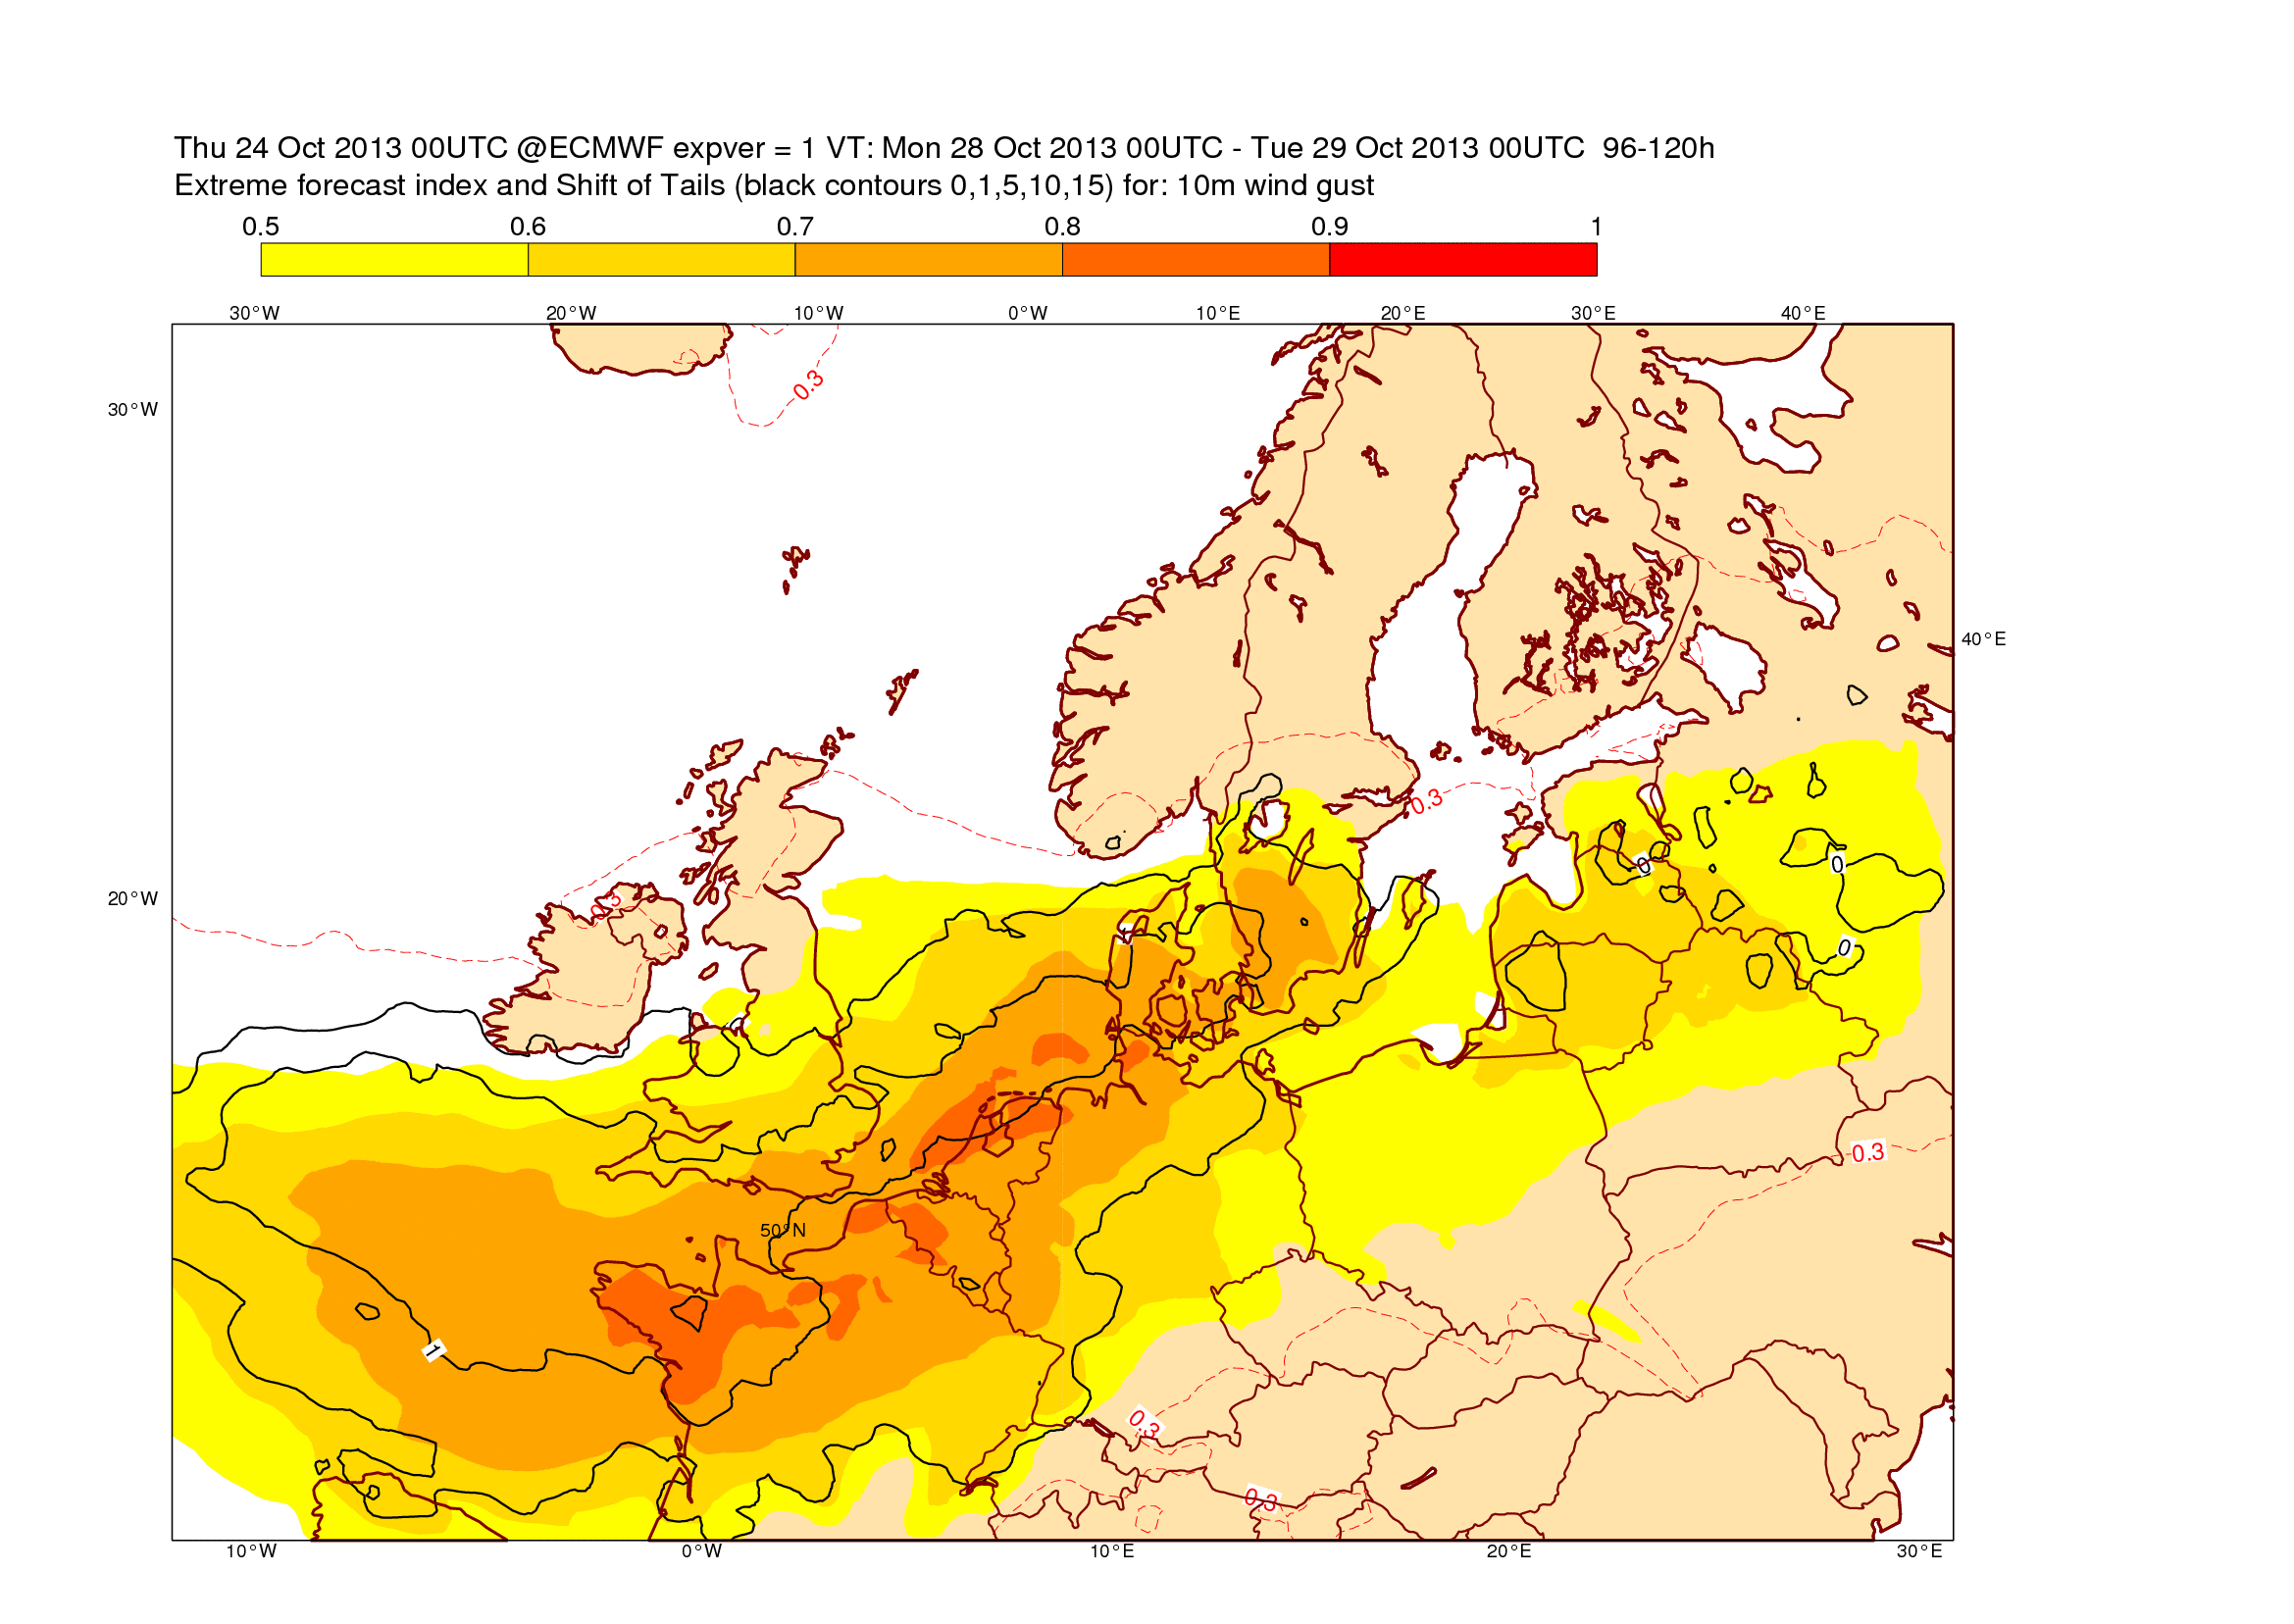 Thu 24 Oct 2013 00UTC @ECMWF expver = 1 VT: Mon 28 Oct 2013 00UTC - Tue 29 Oct 2013 00UTC 96-120h
Extreme forecast index and Shift of Tails (black contours 0,1,5,10,15) for: 10m wind gust
0.5 0.6 0.7 0.8 0.9 1
30°W 20°W 10°W 0°W 10°E 20°E 30°E 40°E
0.3
30°W
40°E
0.3
0
0
20°W
0.3
1
0
0
0.3
50°N
1
0.3
0.3
10°W 0°W 10°E 20°E 30°E